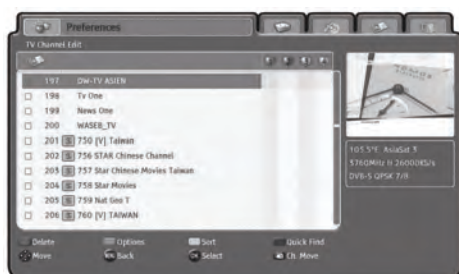 Preferences
TV Channel Edit
197 DW-TV ASIEN
198 Tv One
199 News One
200 WASEB_TV
201 S 750 [V] Taiwan
202 S 756 STAR Chinese Channel
203 S 757 Star Chinese Movies Taiwan
204 S 758 Star Movies
205 S 759 Nat Geo T
206 S 760 [V] TAIWAN
105.5°E AsiaSat 3
3760MHz H 26000KS/s
DVB-S QPSK 7/8
Delete Options Sort Quick Find
Move Back OK Select Ch. Move